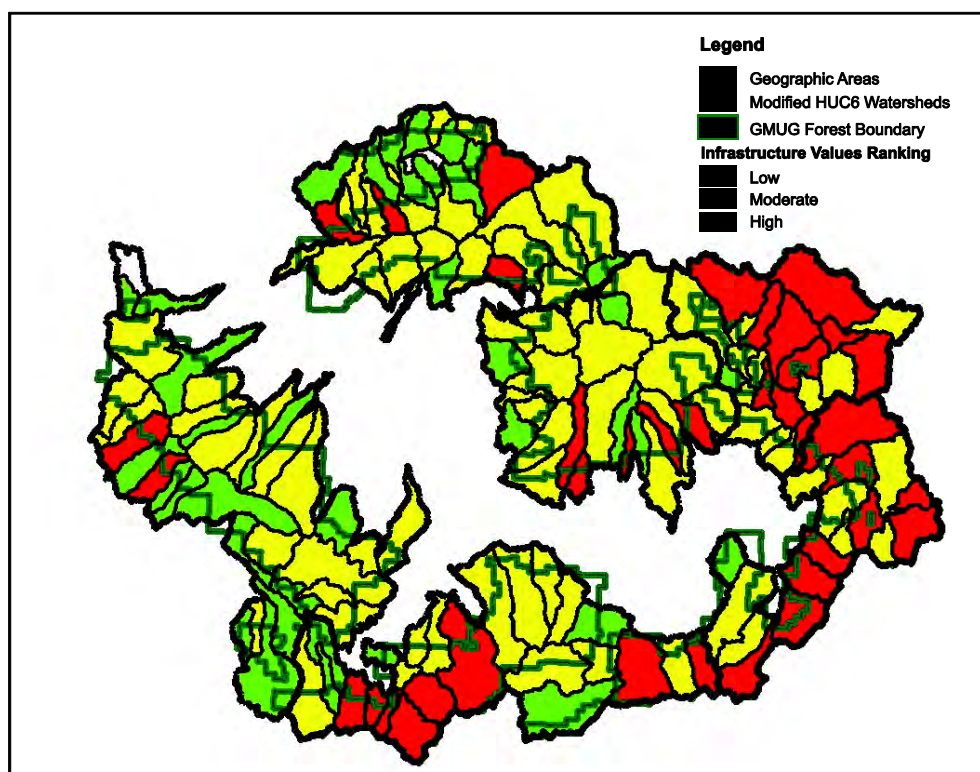 Legend
Geographic Areas
Modified HUC6 Watersheds
GMUG Forest Boundary
Infrastructure Values Ranking
Low
Moderate
High